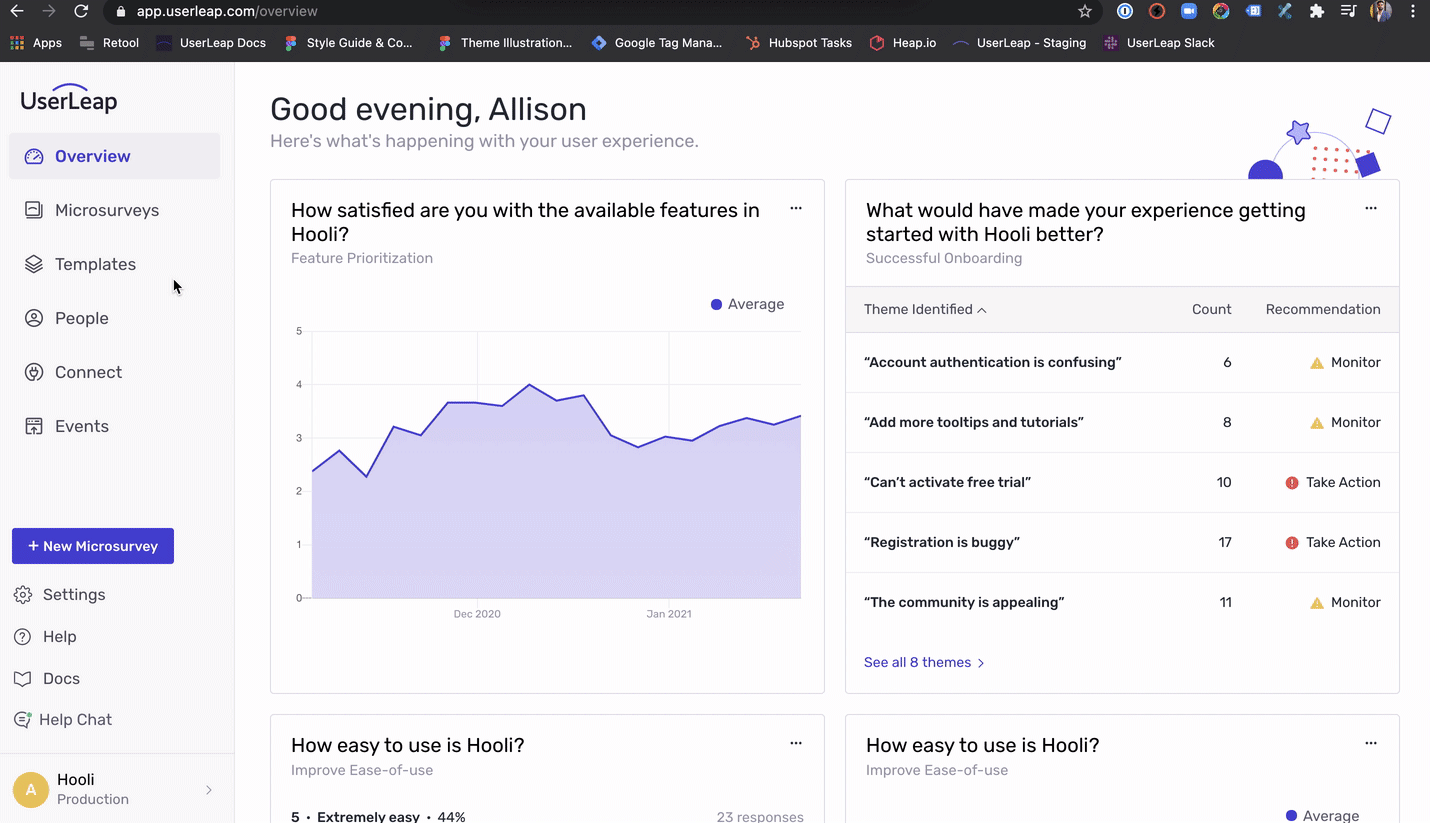 app.userleap.com/overview
Apps
Retool
UserLeap Docs
Style Guide & Co...
Theme Illustration...
Google Tag Mana...
Hubspot Tasks
Heap.io
UserLeap - Staging
UserLeap Slack
UserLeap
Overview
Microsurveys
Templates
People
Connect
Events
+ New Microsurvey
Settings
Help
Docs
Help Chat
A
Hooli
Production
Good evening, Allison
Here's what's happening with your user experience.
How satisfied are you with the available features in
Hooli?
Feature Prioritization
Average
5
4
3
2
1
0
Dec 2020
Jan 2021
What would have made your experience getting
started with Hooli better?
Successful Onboarding
Theme Identified Count Recommendation
“Account authentication is confusing” 6 Monitor
“Add more tooltips and tutorials” 8 Monitor
“Can’t activate free trial” 10 Take Action
“Registration is buggy” 17 Take Action
“The community is appealing” 11 Monitor
See all 8 themes
How easy to use is Hooli?
Improve Ease-of-use
5 • Extremely easy • 44% 23 responses
How easy to use is Hooli?
Improve Ease-of-use
Average